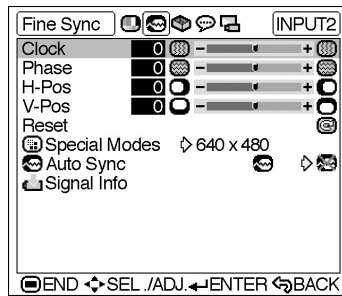 Fine Sync INPUT2
Clock 0 - +
Phase 0 - +
H-Pos 0 - +
V-Pos 0 - +
Reset
Special Modes 640 x 480
Auto Sync
Signal Info
END SEL./ADJ. ENTER BACK